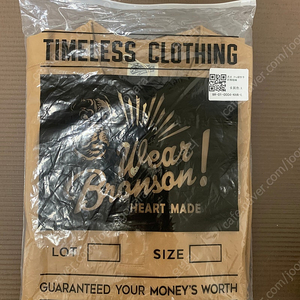 TIMELESS CLOTHING
Wear
Bronson!
HEART MADE
LOT
SIZE
GUARANTEED YOUR MONEY'S WORTH